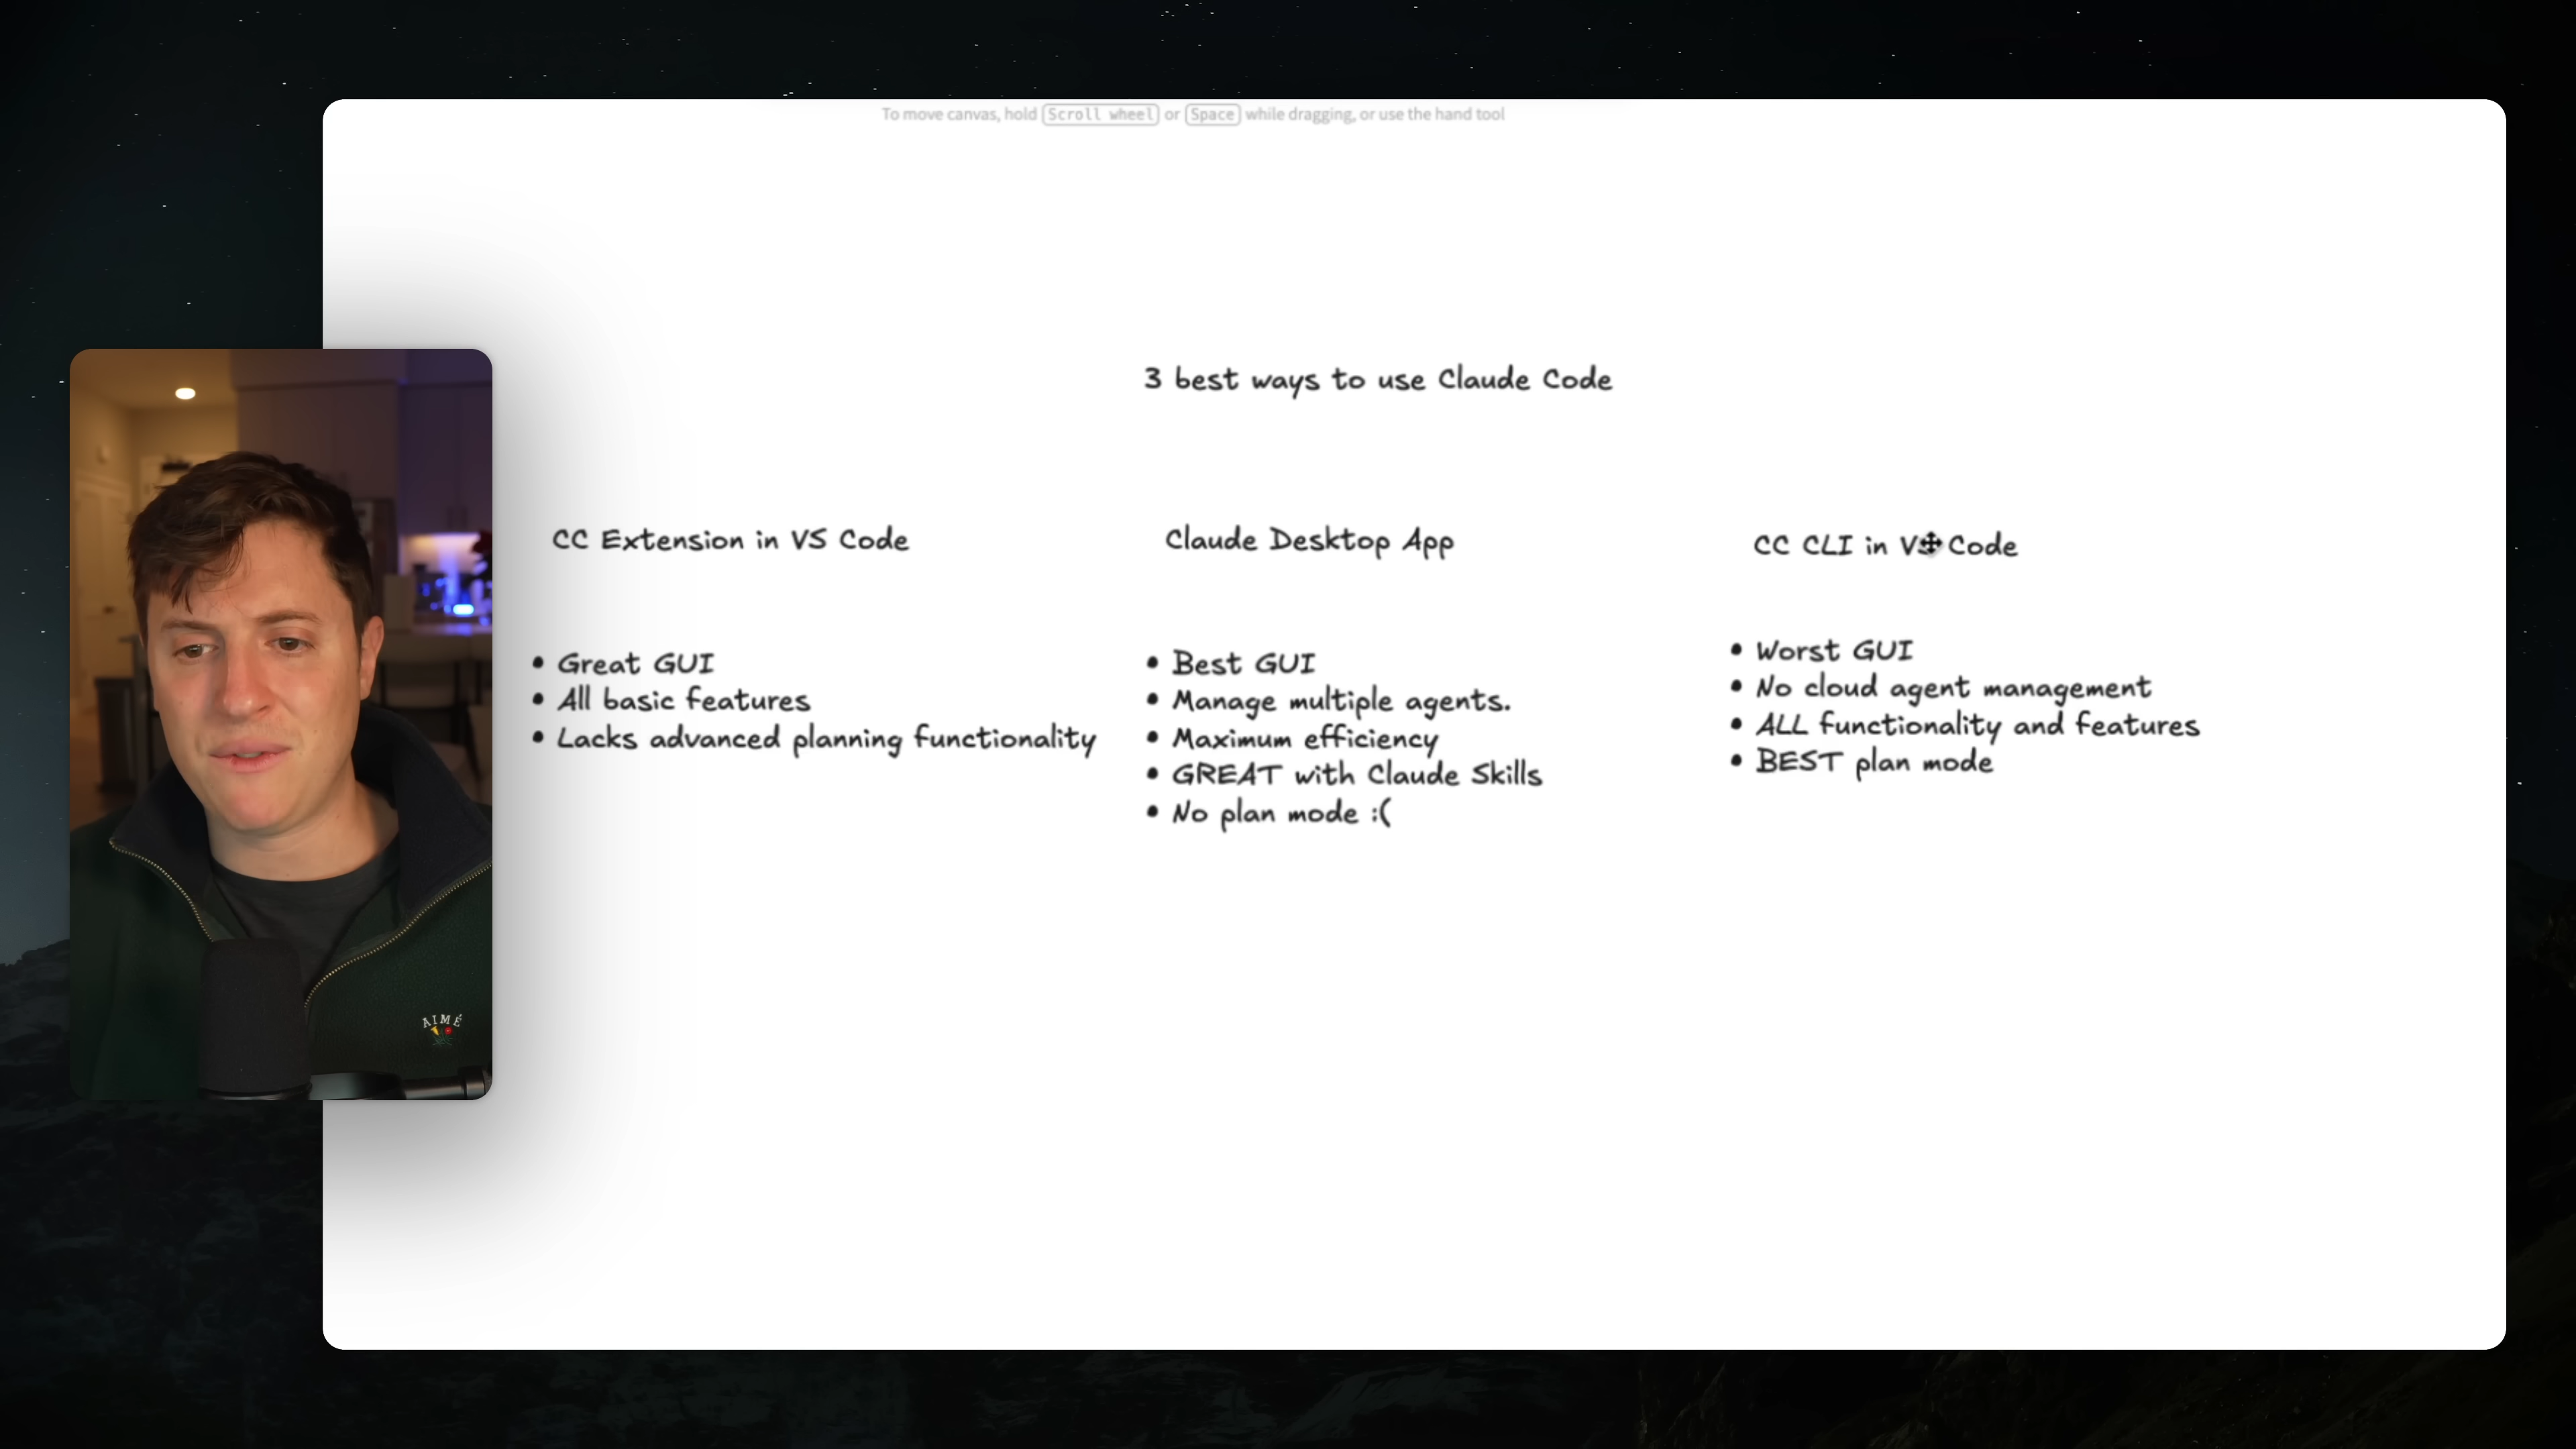 To move canvas, hold Scroll wheel or Space while dragging, or use the hand tool
3 best ways to use Claude Code
CC Extension in VS Code
• Great GUI
• All basic features
• Lacks advanced planning functionality
Claude Desktop App
• Best GUI
• Manage multiple agents.
• Maximum efficiency
• GREAT with Claude Skills
• No plan mode :(
CC CLI in VS Code
• Worst GUI
• No cloud agent management
• ALL functionality and features
• BEST plan mode
AIMÉ